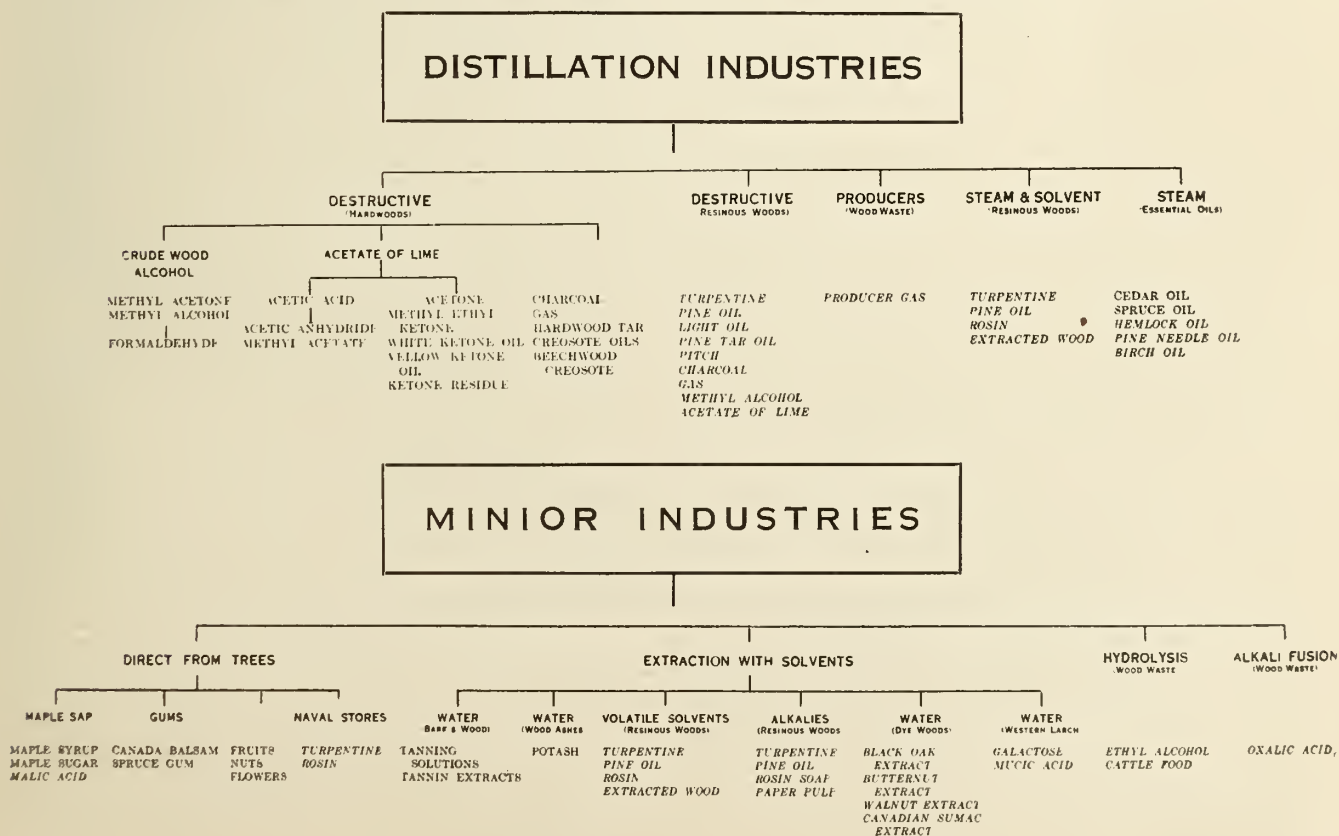 DISTILLATION INDUSTRIES
DESTRUCTIVE
(HARDWOODS)
DESTRUCTIVE
RESINOUS WOODS)
PRODUCERS
(WOOD WASTE)
STEAM & SOLVENT
(RESINOUS WOODS)
STEAM
(ESSENTIAL OILS)
CRUDE WOOD
ALCOHOL
ACETATE OF LIME
METHYL ACETONE
METHYL ALCOHOL
FORMALDEHYDE
ACETIC ACID
ACETIC ANHYDRIDE
METHYL ACETATE
ACETONE
METHYL ETHYL
KETONE
WHITE KETONE OIL
YELLOW KETONE
OIL
KETONE RESIDUE
CHARCOAL
GAS
HARDWOOD TAR
CREOSOTE OILS
BEECHWOOD
CREOSOTE
TURPENTINE
PINE OIL
LIGHT OIL
PINE TAR OIL
PITCH
CHARCOAL
GAS
METHYL ALCOHOL
ACETATE OF LIME
PRODUCER GAS
TURPENTINE
PINE OIL
ROSIN
EXTRACTED WOOD
CEDAR OIL
SPRUCE OIL
HEMLOCK OIL
PINE NEEDLE OIL
BIRCH OIL
MINIOR INDUSTRIES
DIRECT FROM TREES
EXTRACTION WITH SOLVENTS
HYDROLYSIS
WOOD WASTE
ALKALI FUSION
(WOOD WASTE)
MAPLE SAP
GUMS
NAVAL STORES
WATER
(BARK & WOOD)
WATER
(WOOD ASHES
VOLATILE SOLVENTS
(RESINOUS WOODS)
ALKALIES
(RESINOUS WOODS
WATER
(DYE WOODS)
WATER
(WESTERN LARCH
MAPLE SYRUP
MAPLE SUGAR
MALIC ACID
CANADA BALSAM
SPRUCE GUM
FRUITS
NUTS
FLOWERS
TURPENTINE
ROSIN
TANNING
SOLUTIONS
TANNIN EXTRACTS
POTASH
TURPENTINE
PINE OIL
ROSIN
EXTRACTED WOOD
TURPENTINE
PINE OIL
ROSIN SOAP
PAPER PULP
BLACK OAK
EXTRACT
BUTTERNUT
EXTRACT
WALNUT EXTRACT
CANADIAN SUMAC
EXTRACT
GALACTOSE
MUCIC ACID
ETHYL ALCOHOL
CATTLE FOOD
OXALIC ACID,